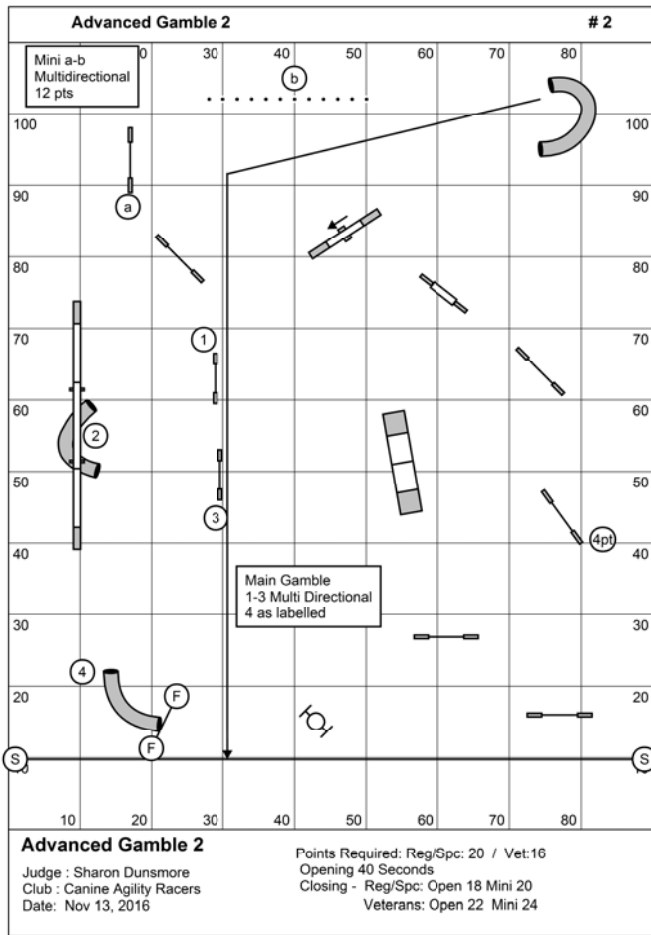 Advanced Gamble 2 # 2
Mini a-b
Multidirectional
12 pts
0 30 40 50 60 70 80
b
100 100
90 90
a
80 80
70 70
1
60 60
2
50 50
3
40 40
4pt
Main Gamble
1-3 Multi Directional
4 as labelled
30 30
4
20 20
F
F
S S
10 10
10 20 30 40 50 60 70 80
Advanced Gamble 2
Judge : Sharon Dunsmore
Club : Canine Agility Racers
Date: Nov 13, 2016
Points Required: Reg/Spc: 20 / Vet:16
Opening 40 Seconds
Closing - Reg/Spc: Open 18 Mini 20
Veterans: Open 22 Mini 24